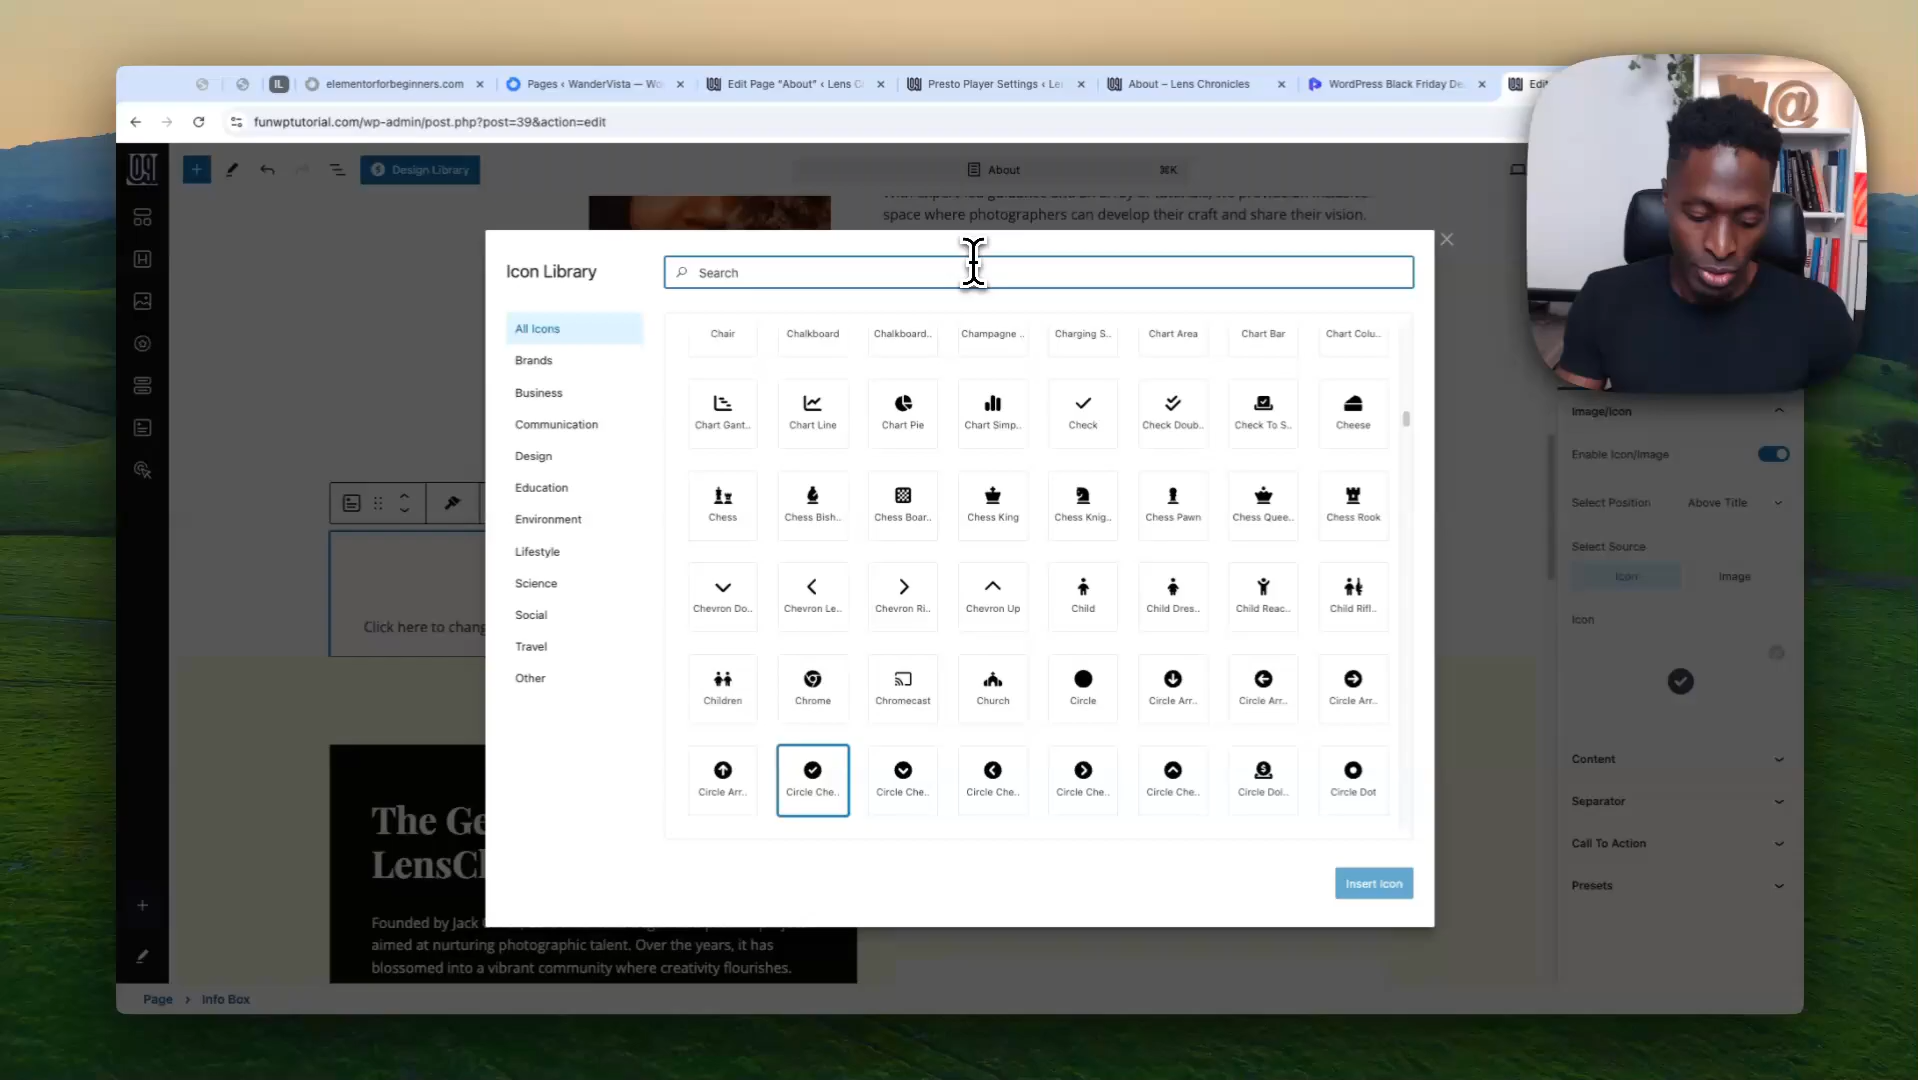 elementorforbeginners.com
Pages ‹ WanderVista — Wo
Edit Page “About” ‹ Lens C
Presto Player Settings ‹ Le
About – Lens Chronicles
WordPress Black Friday De
Edi
funwptutorial.com/wp-admin/post.php?post=39&action=edit
Design Library
About
⌘K
space where photographers can develop their craft and share their vision.
Icon Library
Search
All Icons
Brands
Business
Communication
Design
Education
Environment
Lifestyle
Science
Social
Travel
Other
Chair
Chalkboard
Chalkboard..
Champagne ..
Charging S..
Chart Area
Chart Bar
Chart Colu..
Chart Gant..
Chart Line
Chart Pie
Chart Simp..
Check
Check Doub..
Check To S..
Cheese
Chess
Chess Bish..
Chess Boar..
Chess King
Chess Knig..
Chess Pawn
Chess Quee..
Chess Rook
Chevron Do..
Chevron Le..
Chevron Ri..
Chevron Up
Child
Child Dres..
Child Reac..
Child Rifl..
Children
Chrome
Chromecast
Church
Circle
Circle Arr..
Circle Arr..
Circle Arr..
Circle Arr..
Circle Che..
Circle Che..
Circle Che..
Circle Che..
Circle Che..
Circle Dol..
Circle Dot
Insert Icon
Image/Icon
Enable Icon/Image
Select Position
Above Title
Select Source
Icon
Image
Icon
Content
Separator
Call To Action
Presets
Click here to chang
The Ge
LensCl
Founded by Jack
aimed at nurturing photographic talent. Over the years, it has
blossomed into a vibrant community where creativity flourishes.
Page › Info Box